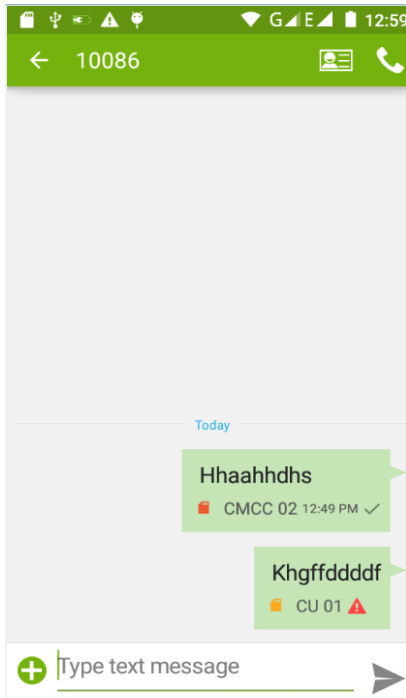 G E 12:59
10086
Today
Hhaahhdhs
CMCC 02 12:49 PM
Khgffddddf
CU 01
Type text message